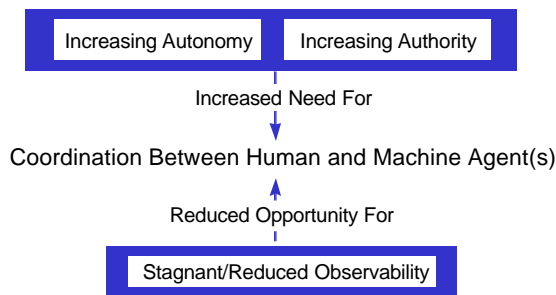 Increasing Autonomy Increasing Authority
Increased Need For
Coordination Between Human and Machine Agent(s)
Reduced Opportunity For
Stagnant/Reduced Observability